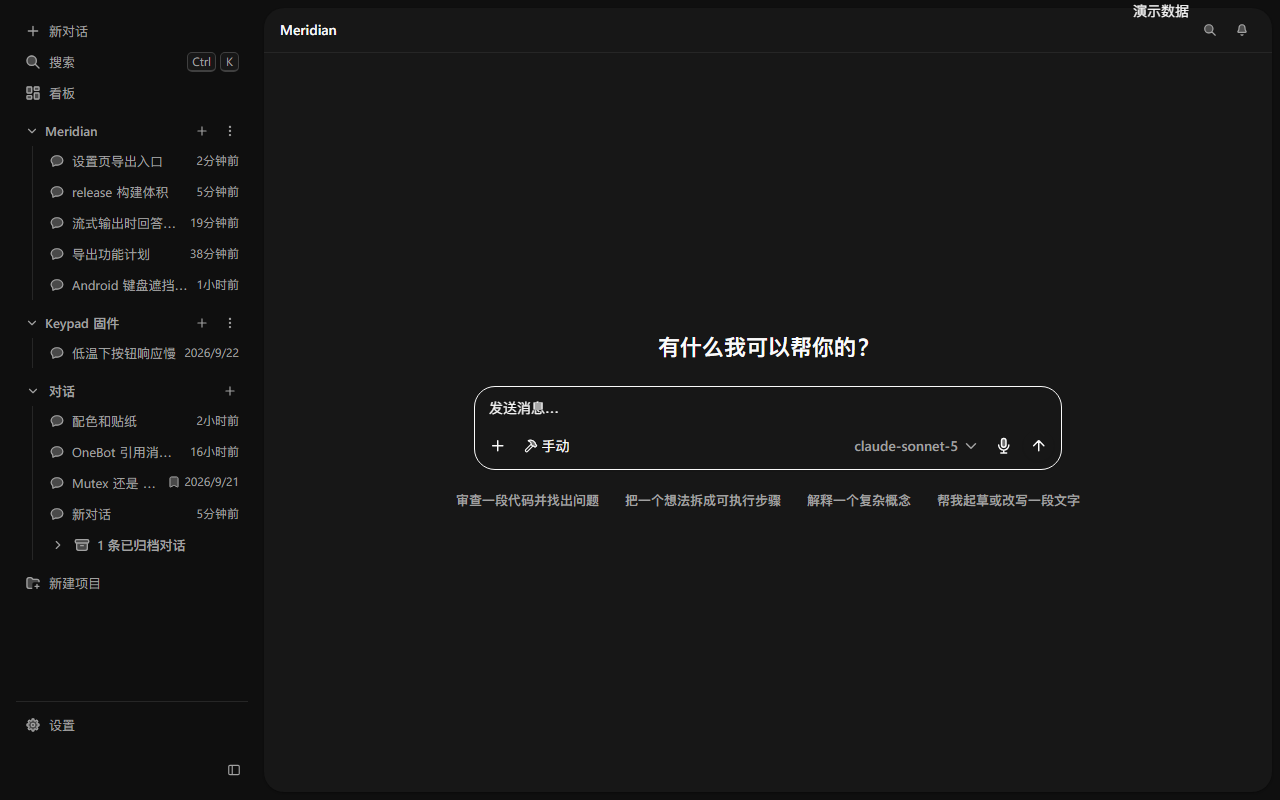 新对话
搜索 Ctrl K
看板
Meridian
设置页导出入口 2分钟前
release 构建体积 5分钟前
流式输出时回答… 19分钟前
导出功能计划 38分钟前
Android 键盘遮挡… 1小时前
Keypad 固件
低温下按钮响应慢 2026/9/22
对话
配色和贴纸 2小时前
OneBot 引用消… 16小时前
Mutex 还是 … 2026/9/21
新对话 5分钟前
1 条已归档对话
新建项目
设置
演示数据
Meridian
有什么我可以帮你的？
发送消息…
手动 claude-sonnet-5
审查一段代码并找出问题 把一个想法拆成可执行步骤 解释一个复杂概念 帮我起草或改写一段文字